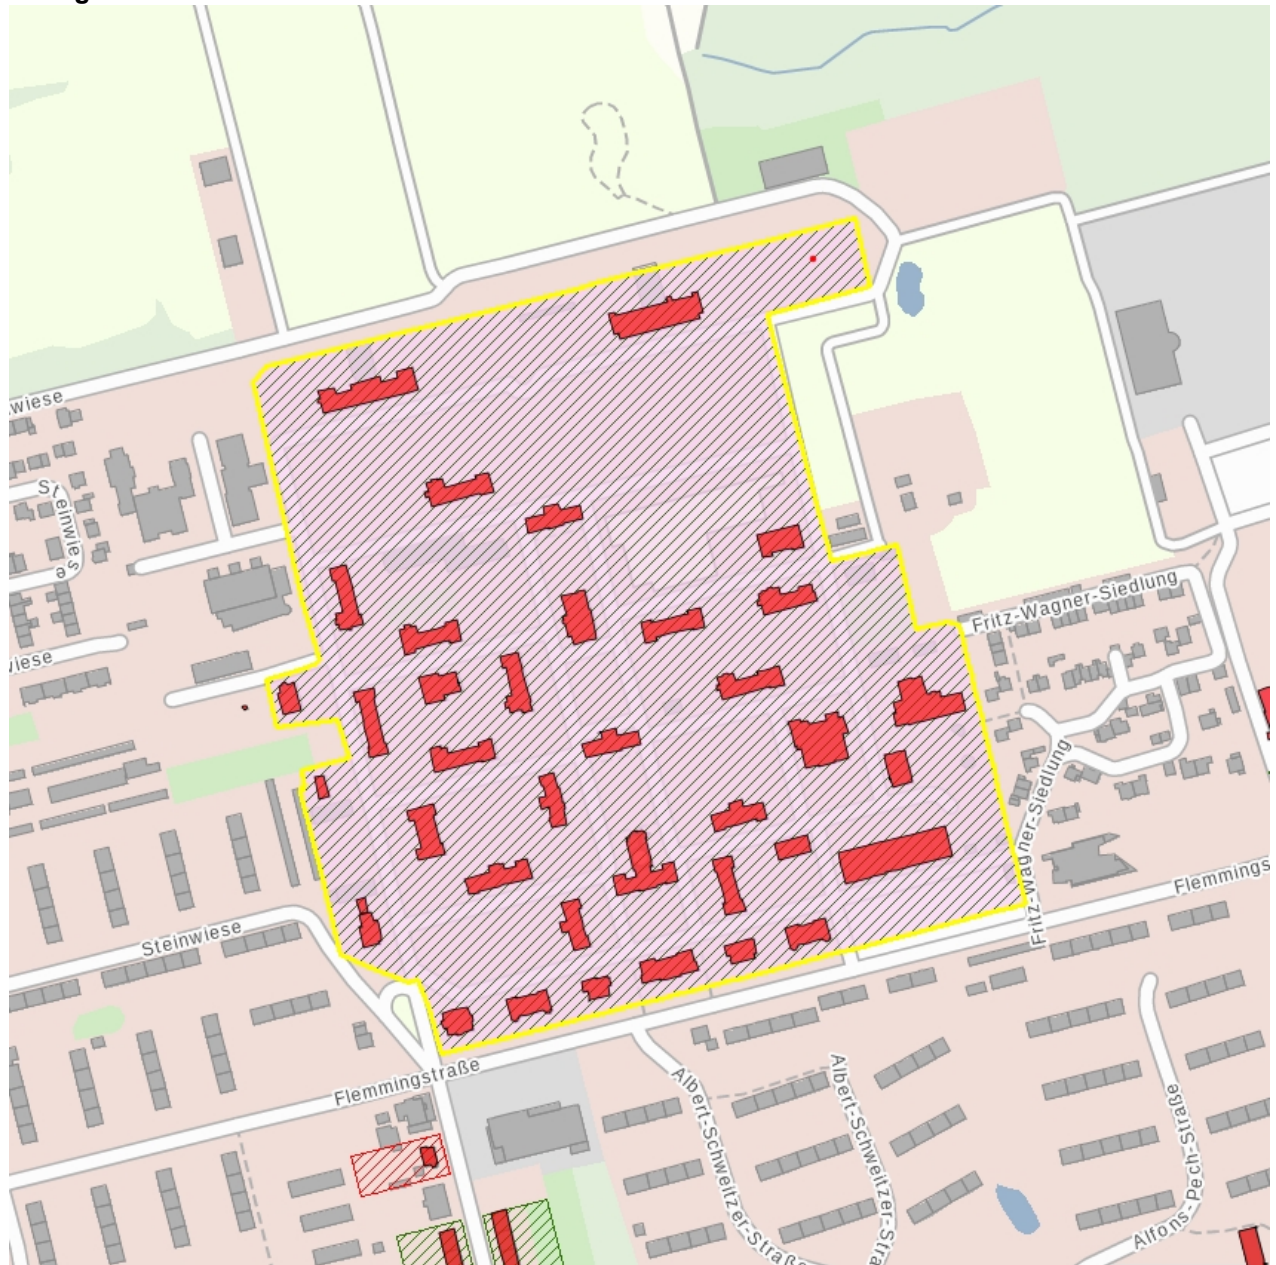 wiese
Steinwiese
Fritz-Wagner-Siedlung
wiese
Fritz-Wagner-Siedlung
Flemmings
Steinwiese
Flemmingstraße
Albert-Schweitzer-Straße
Albert-Schweitzer-Stra
Alfons-Pech-Straße